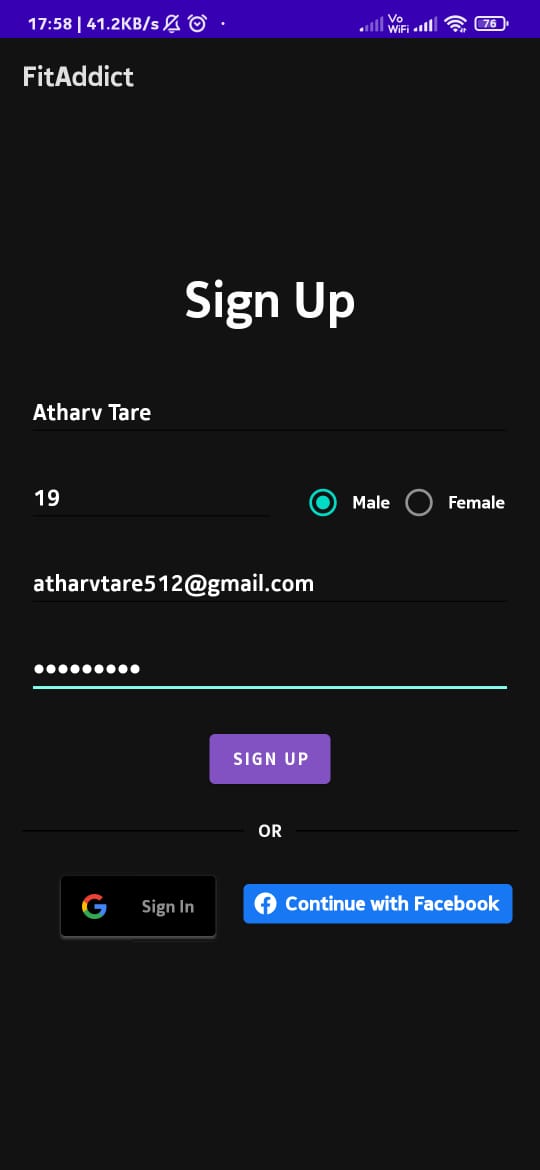 17:58 | 41.2KB/s
Vo
WiFi
76
FitAddict
Sign Up
Atharv Tare
19 Male Female
atharvtare512@gmail.com
•••••••••
SIGN UP
OR
Sign In Continue with Facebook